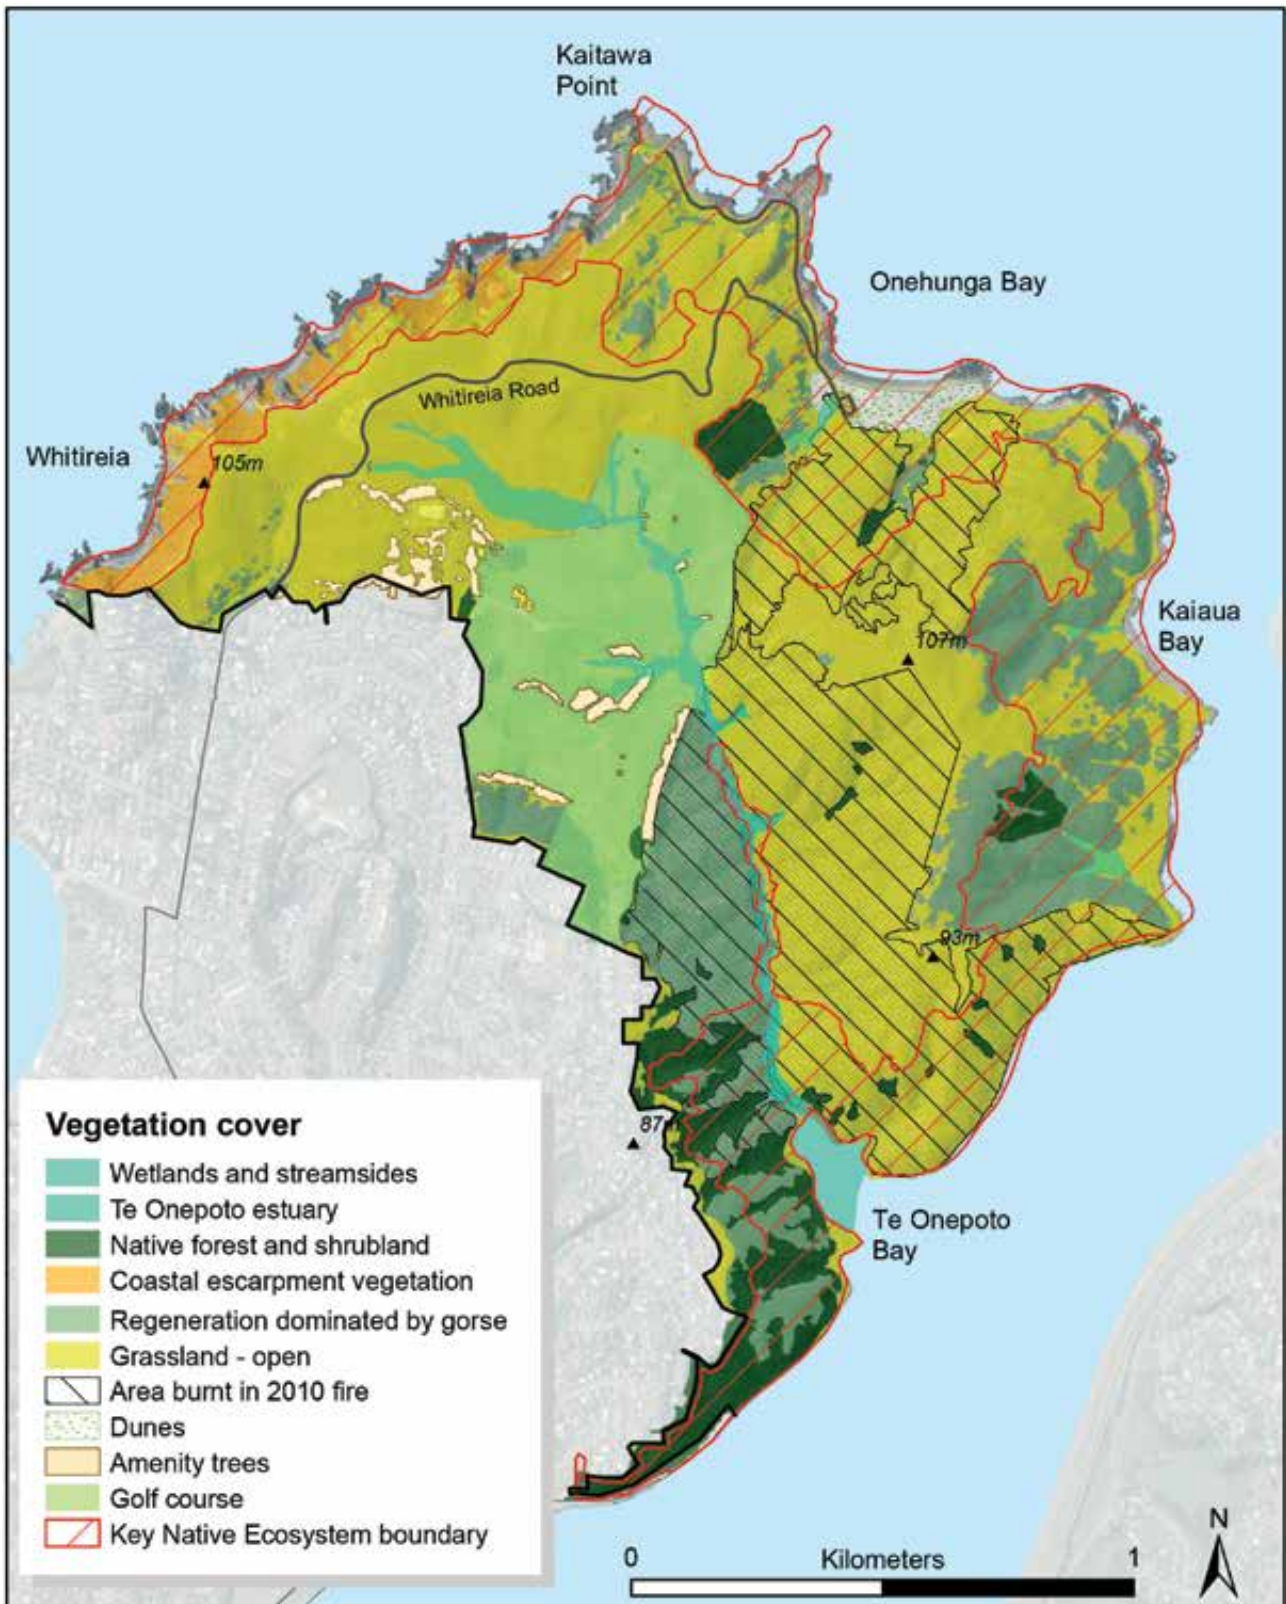 Kaitawa
Point
Onehunga Bay
Whitireia Road
Whitireia
105m
Kaiaua
Bay
107m
93m
87m
Te Onepoto
Bay
Vegetation cover
Wetlands and streamsides
Te Onepoto estuary
Native forest and shrubland
Coastal escarpment vegetation
Regeneration dominated by gorse
Grassland - open
Area burnt in 2010 fire
Dunes
Amenity trees
Golf course
Key Native Ecosystem boundary
0 Kilometers 1
N